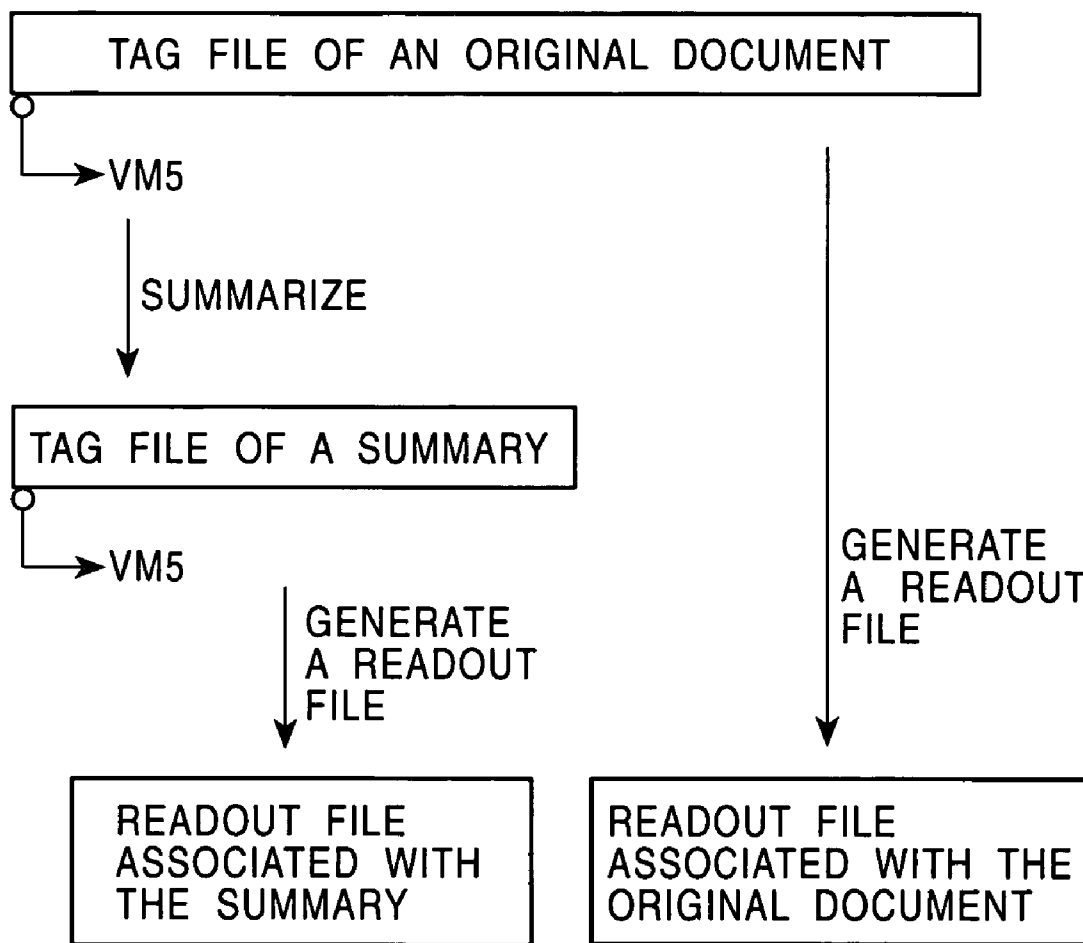 TAG FILE OF AN ORIGINAL DOCUMENT
VM5
SUMMARIZE
TAG FILE OF A SUMMARY
VM5
GENERATE
A READOUT
FILE
GENERATE
A READOUT
FILE
READOUT FILE
ASSOCIATED WITH
THE SUMMARY
READOUT FILE
ASSOCIATED WITH THE
ORIGINAL DOCUMENT